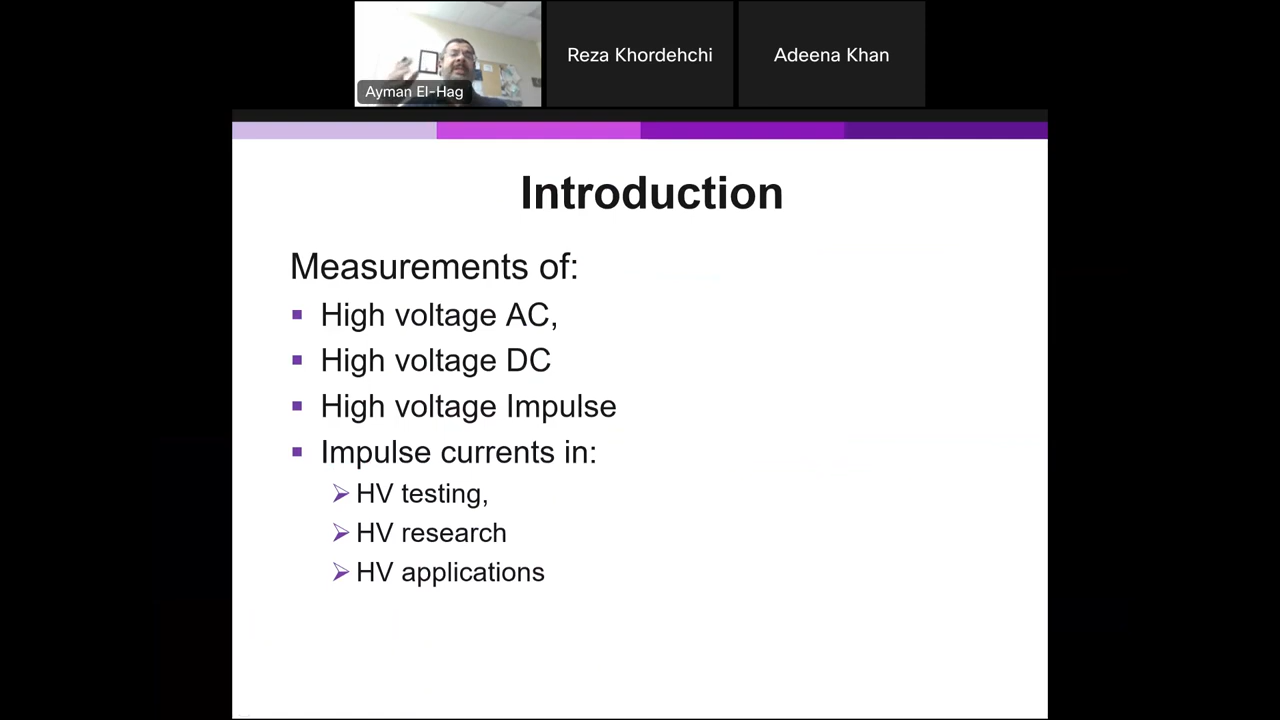 Ayman El-Hag
Reza Khordehchi
Adeena Khan
Introduction
Measurements of:
High voltage AC,
High voltage DC
High voltage Impulse
Impulse currents in:
HV testing,
HV research
HV applications